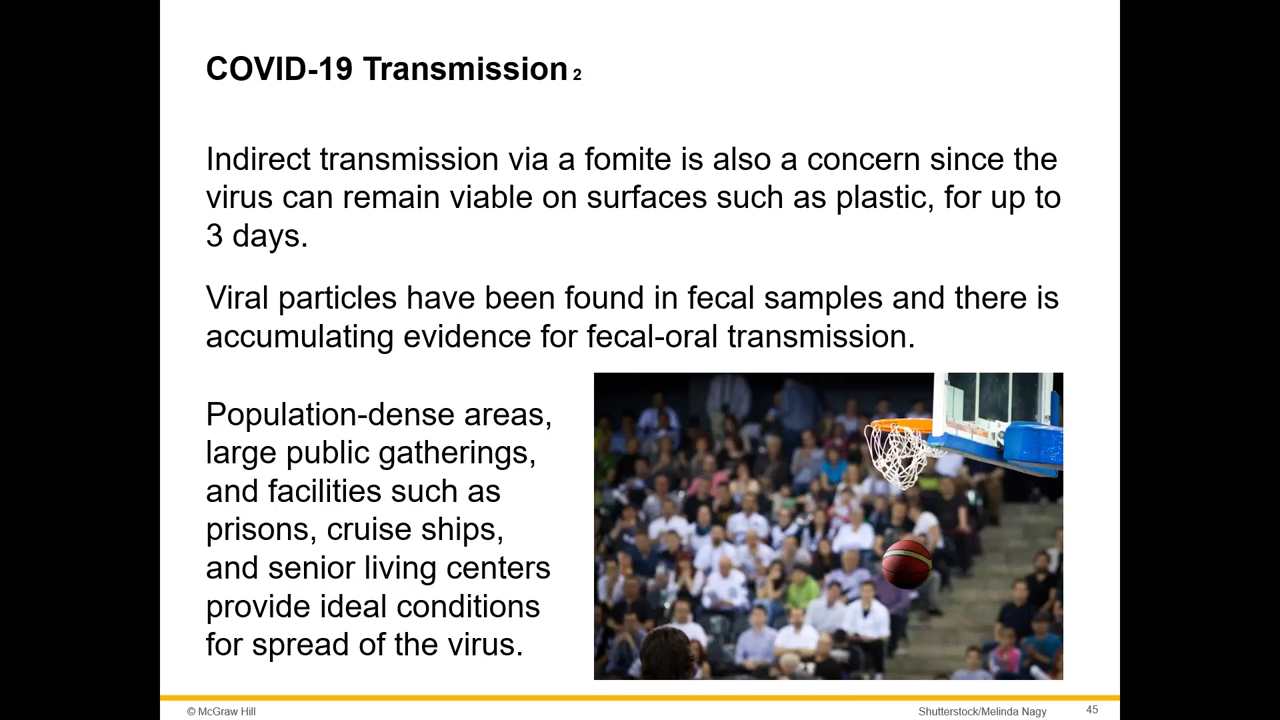 COVID-19 Transmission 2
Indirect transmission via a fomite is also a concern since the
virus can remain viable on surfaces such as plastic, for up to
3 days.
Viral particles have been found in fecal samples and there is
accumulating evidence for fecal-oral transmission.
Population-dense areas,
large public gatherings,
and facilities such as
prisons, cruise ships,
and senior living centers
provide ideal conditions
for spread of the virus.
© McGraw Hill
Shutterstock/Melinda Nagy
45